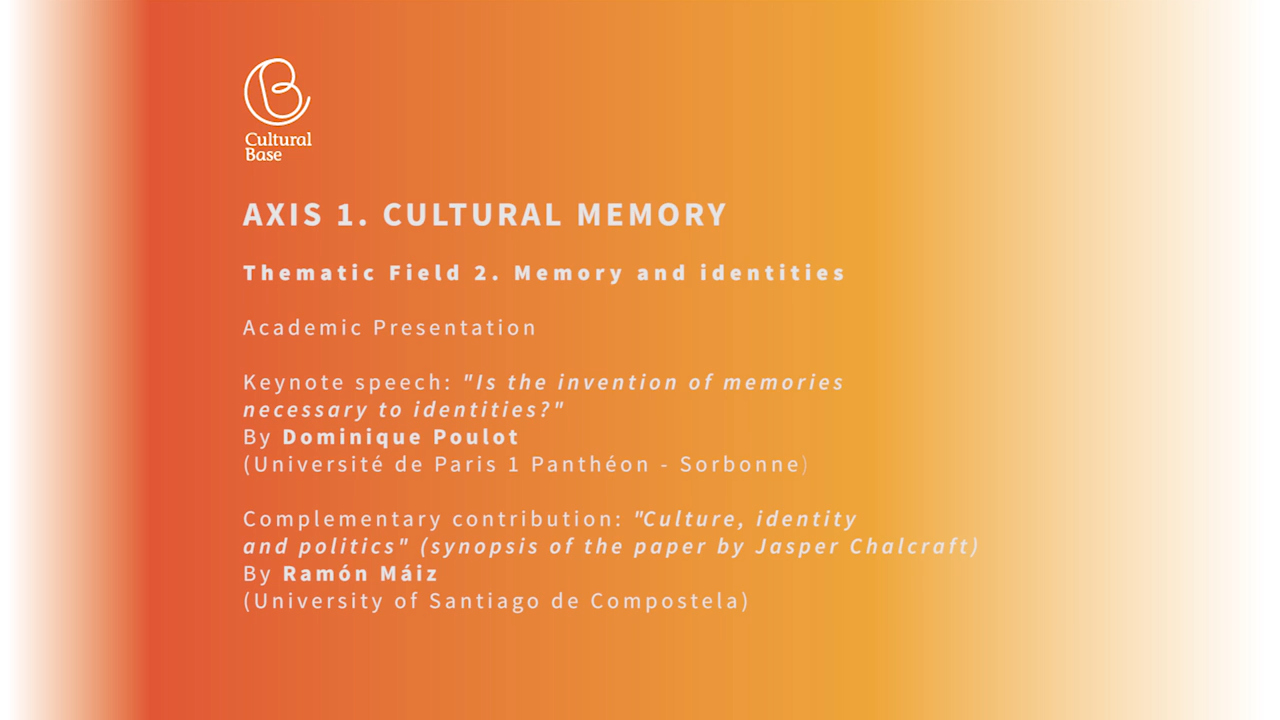 Cultural
Base
AXIS 1. CULTURAL MEMORY
Thematic Field 2. Memory and identities
Academic Presentation
Keynote speech: "Is the invention of memories
necessary to identities?"
By Dominique Poulot
(Université de Paris 1 Panthéon - Sorbonne)
Complementary contribution: "Culture, identity
and politics" (synopsis of the paper by Jasper Chalcraft)
By Ramón Máiz
(University of Santiago de Compostela)